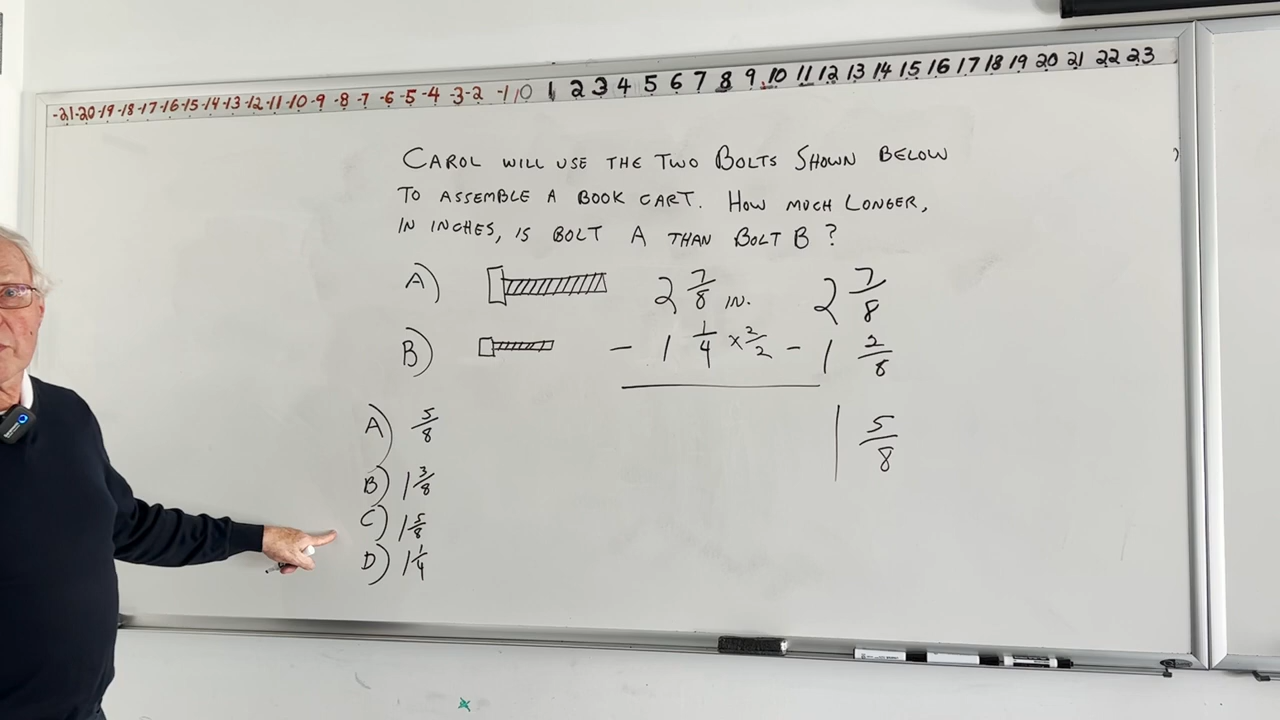 -21 -20 -19 -18 -17 -16 -15 -14 -13 -12 -11 -10 -9 -8 -7 -6 -5 -4 -3 -2 -1 0 1 2 3 4 5 6 7 8 9 10 11 12 13 14 15 16 17 18 19 20 21 22 23
CAROL WILL USE THE TWO BOLTS SHOWN BELOW
TO ASSEMBLE A BOOK CART. HOW MUCH LONGER,
IN INCHES, IS BOLT A THAN BOLT B?
A) 2 7/8 IN. 2 7/8
B) - 1 1/4 x 2/2 - 1 2/8
1 5/8
A) 5/8
B) 1 3/8
C) 1 5/8
D) 1 1/4